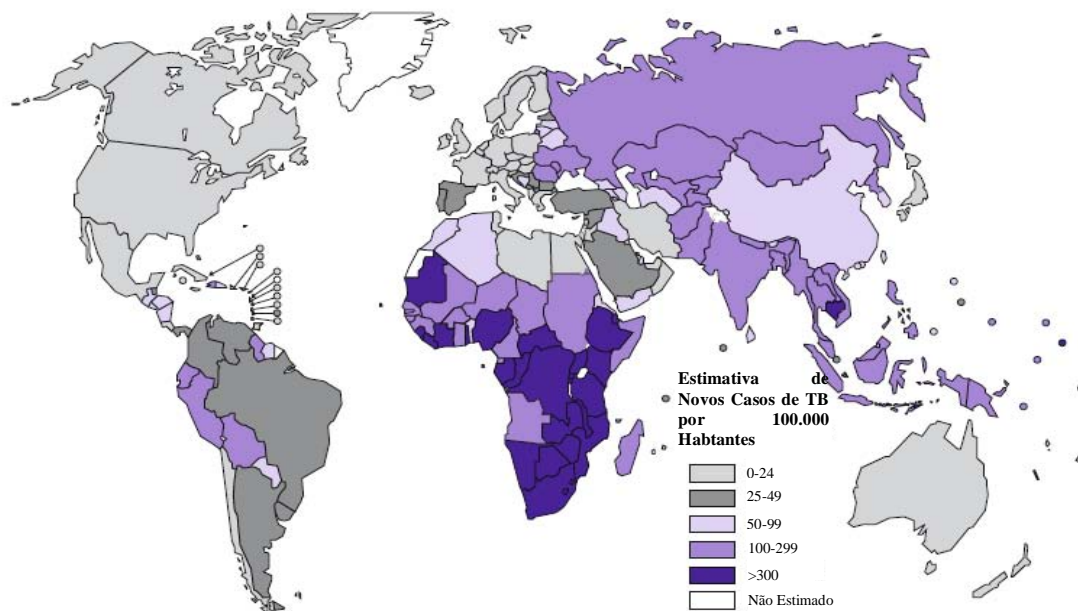 Estimativa de
Novos Casos de TB
por 100.000
Habtantes
0-24
25-49
50-99
100-299
>300
Não Estimado